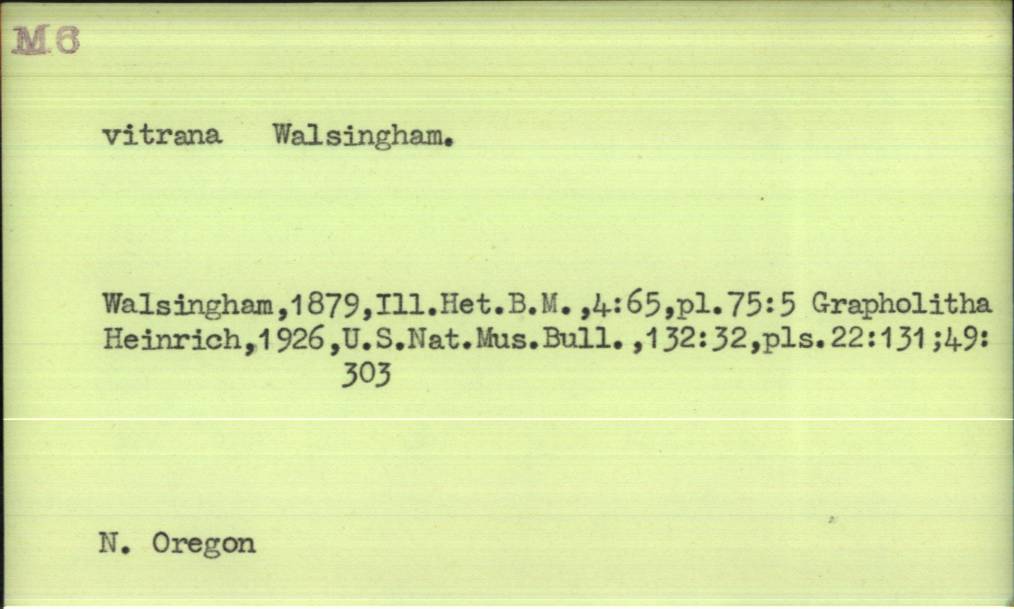 M6
vitrana Walsingham.
Walsingham,1879,Ill.Het.B.M.,4:65,pl.75:5 Grapholitha
Heinrich,1926,U.S.Nat.Mus.Bull.,132:32,pls.22:131;49:
303
N. Oregon